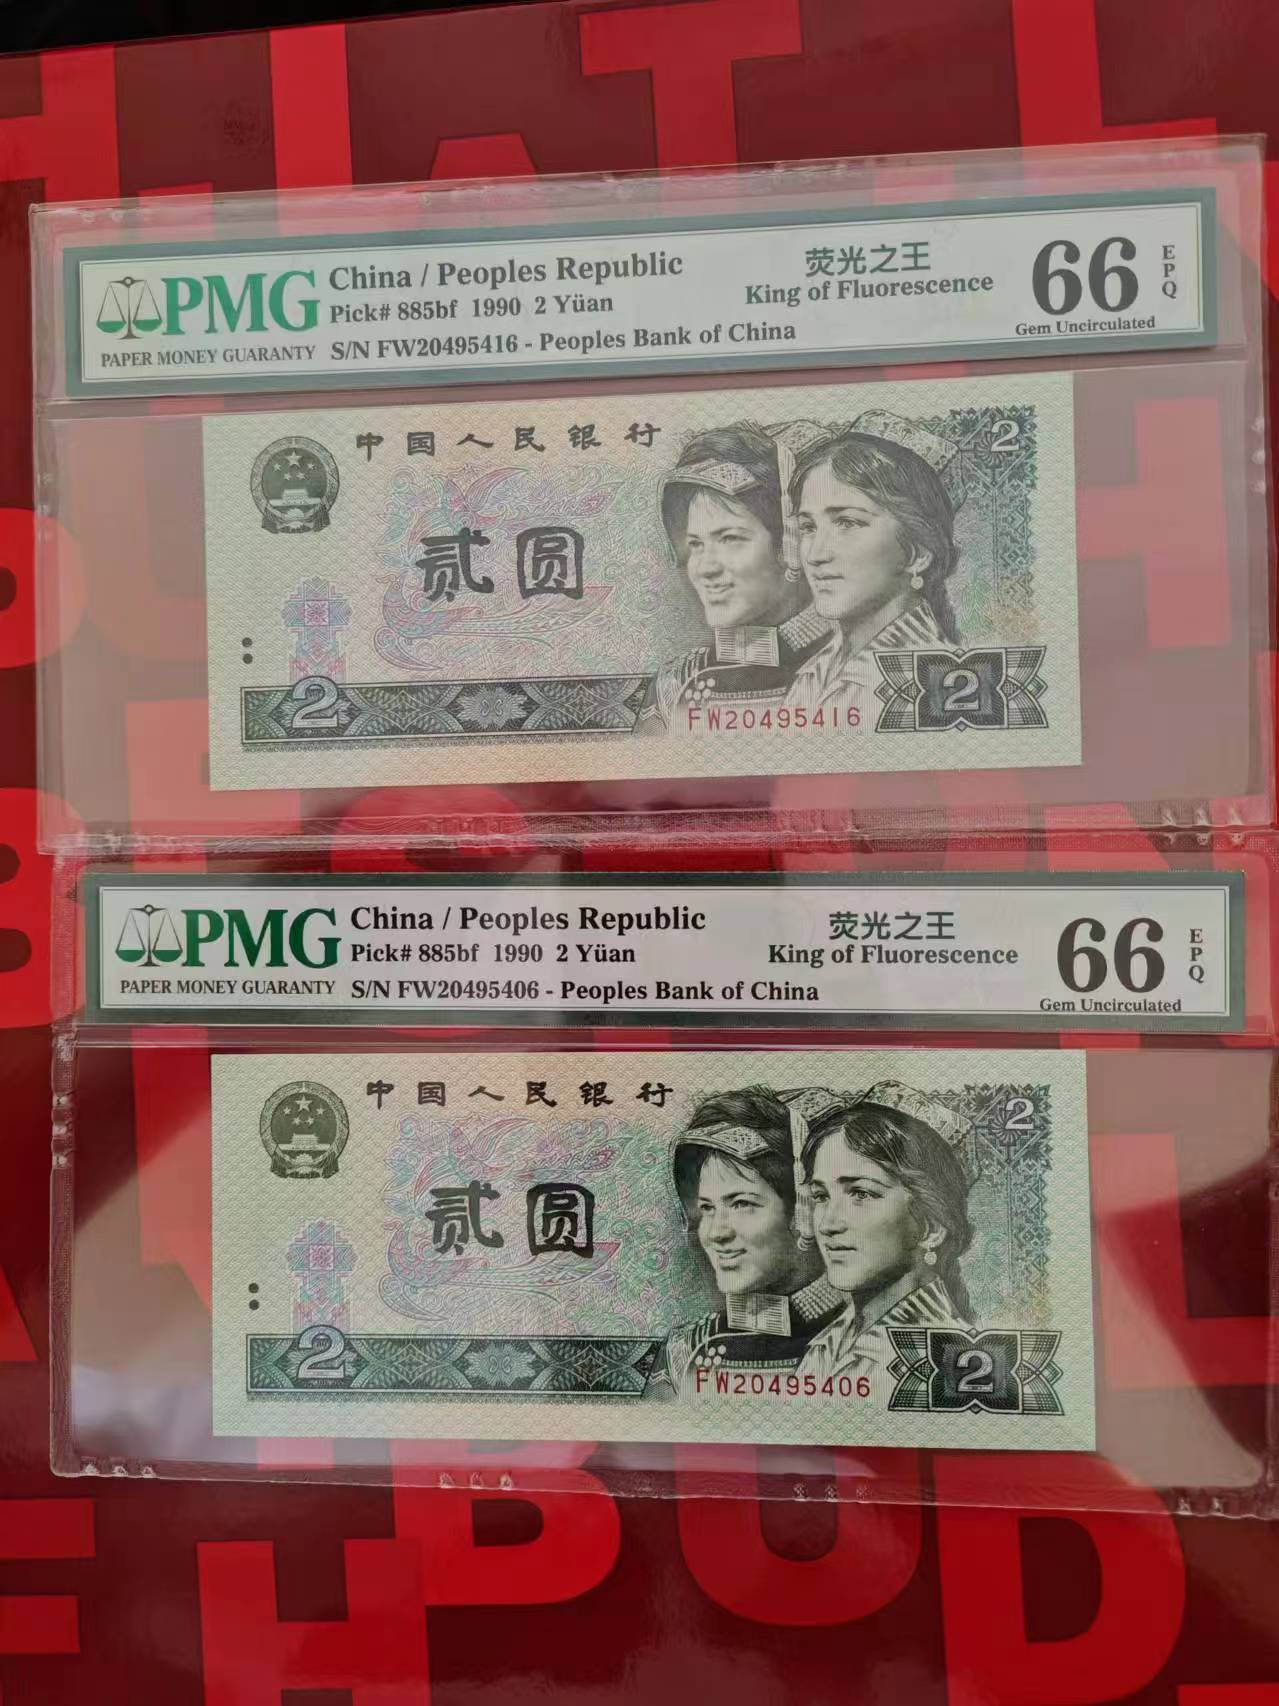 PMG
PAPER MONEY GUARANTY
China / Peoples Republic
Pick# 885bf 1990 2 Yüan
S/N FW20495416 - Peoples Bank of China
荧光之王
King of Fluorescence
66
EPQ
Gem Uncirculated
中国人民银行
2
贰圆
2
2
FW20495416
PMG
PAPER MONEY GUARANTY
China / Peoples Republic
Pick# 885bf 1990 2 Yüan
S/N FW20495406 - Peoples Bank of China
荧光之王
King of Fluorescence
66
EPQ
Gem Uncirculated
中国人民银行
2
贰圆
2
2
FW20495406